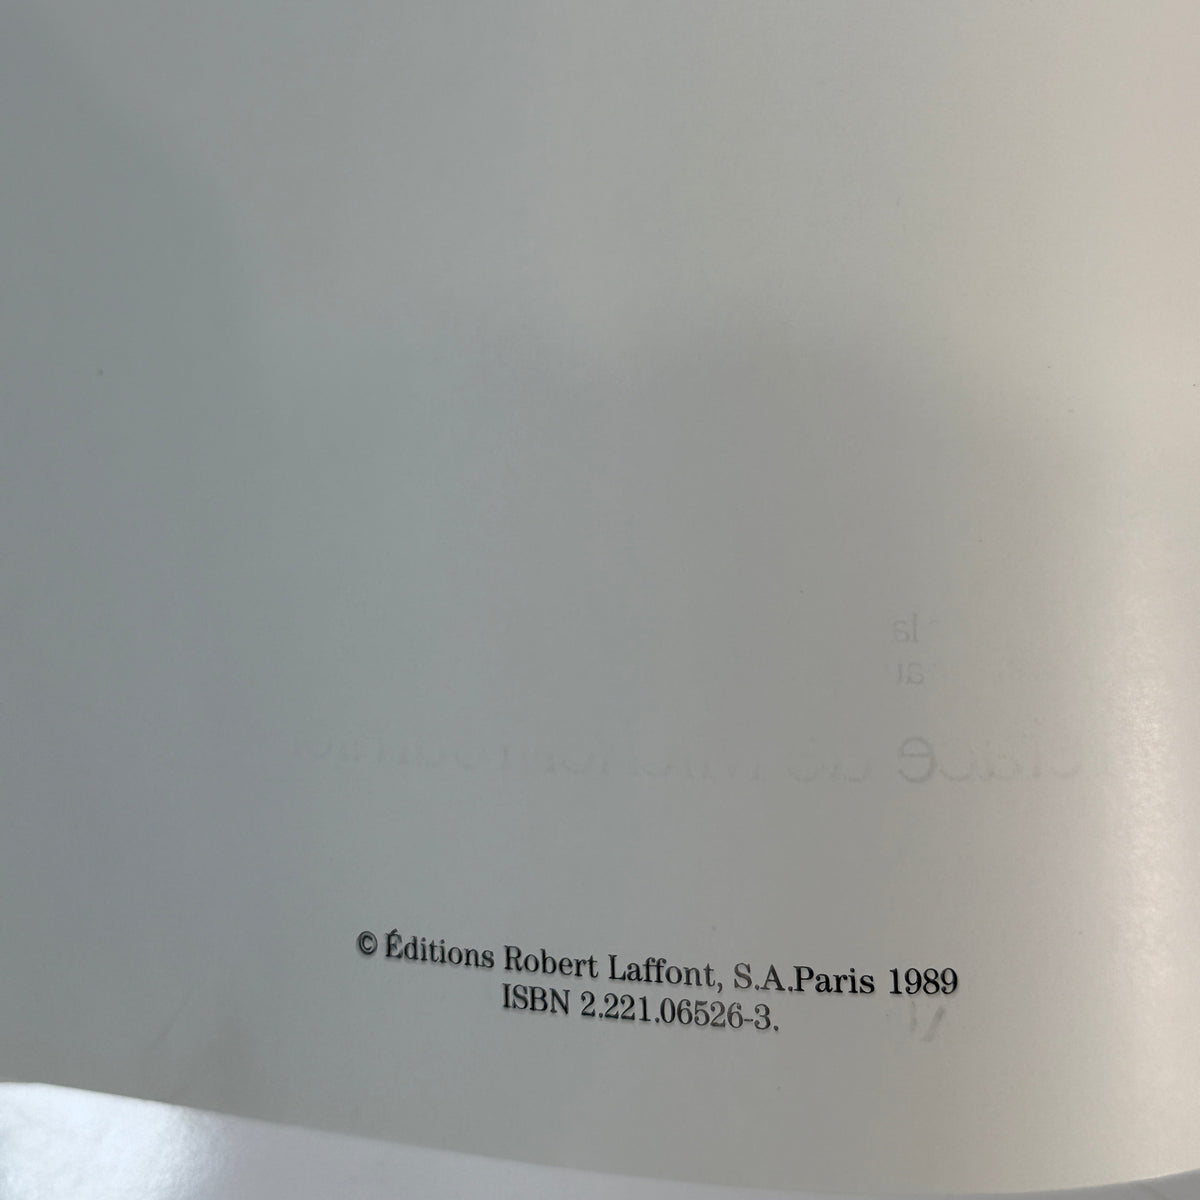 © Éditions Robert Laffont, S.A.Paris 1989
ISBN 2.221.06526-3.